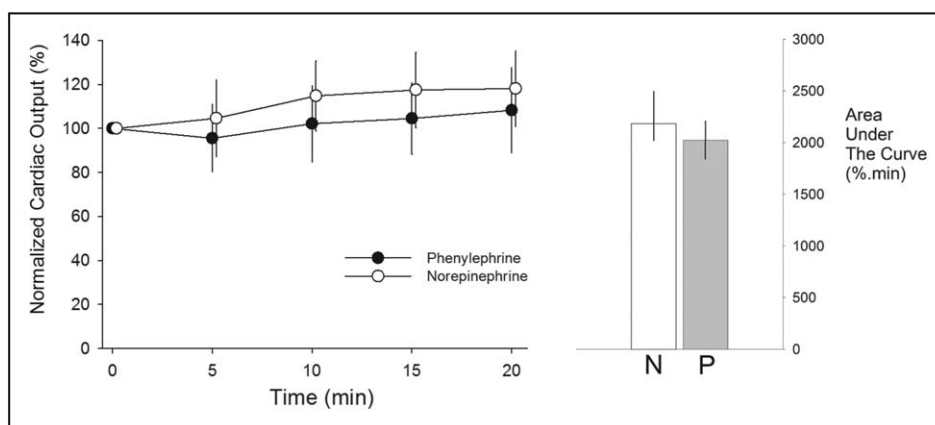 Normalized Cardiac Output (%)
140
120
100
80
60
40
20
0
Phenylephrine
Norepinephrine
0 5 10 15 20
Time (min)
3000
2500
2000
1500
1000
500
0
Area
Under
The Curve
(%.min)
N P